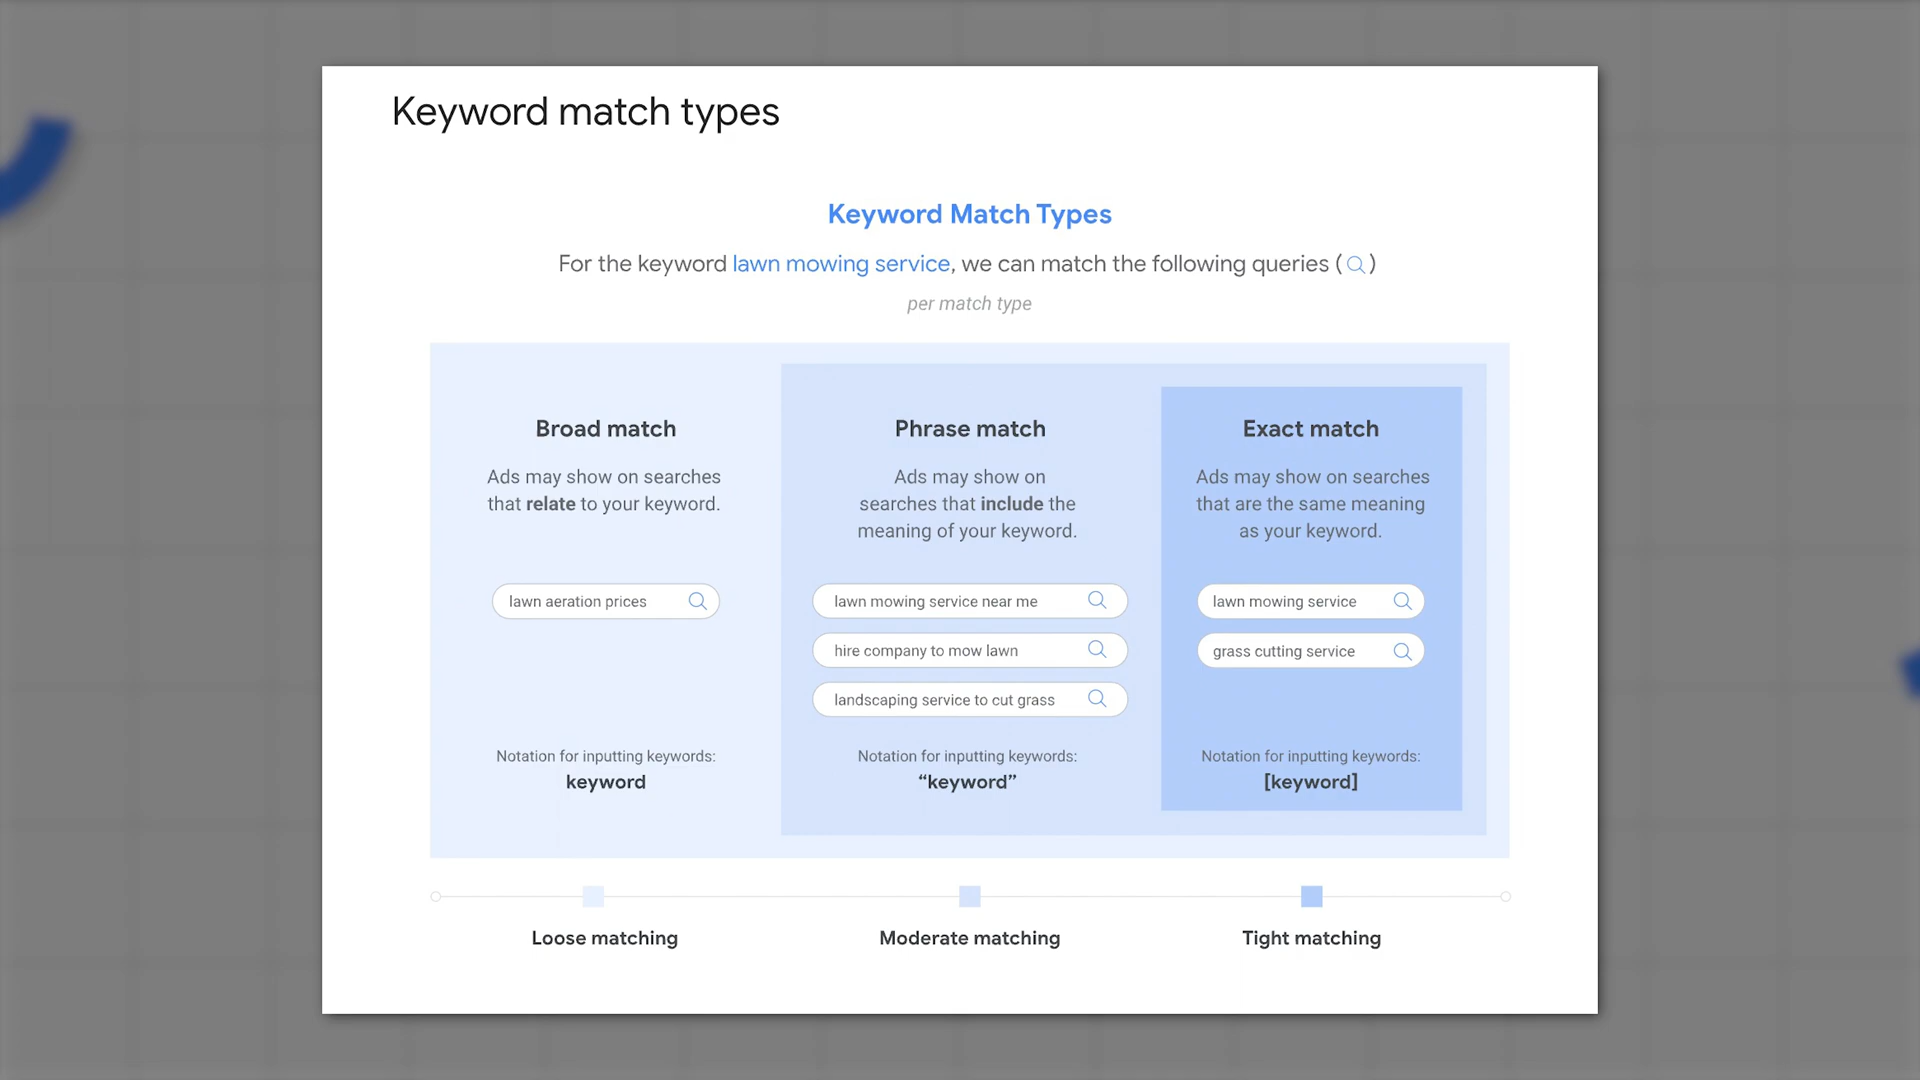 Keyword match types
Keyword Match Types
For the keyword lawn mowing service, we can match the following queries ( )
per match type
Broad match
Ads may show on searches
that relate to your keyword.
lawn aeration prices
Notation for inputting keywords:
keyword
Phrase match
Ads may show on
searches that include the
meaning of your keyword.
lawn mowing service near me
hire company to mow lawn
landscaping service to cut grass
Notation for inputting keywords:
“keyword”
Exact match
Ads may show on searches
that are the same meaning
as your keyword.
lawn mowing service
grass cutting service
Notation for inputting keywords:
[keyword]
Loose matching
Moderate matching
Tight matching